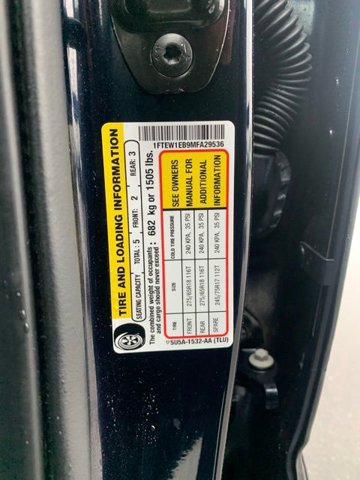 1FTEW1EB9MFA29536
TIRE AND LOADING INFORMATION
SEATING CAPACITY TOTAL: 5 FRONT: 2 REAR: 3
The combined weight of occupants
and cargo should never exceed: 682 kg or 1505 lbs.
TIRE SIZE COLD TIRE PRESSURE
FRONT 275/65R18 116T 240 KPA, 35 PSI
REAR 275/65R18 116T 240 KPA, 35 PSI
SPARE 245/75R17 112T 240 KPA, 35 PSI
SEE OWNERS
MANUAL FOR
ADDITIONAL
INFORMATION
5U5A-1532-AA (TLU)